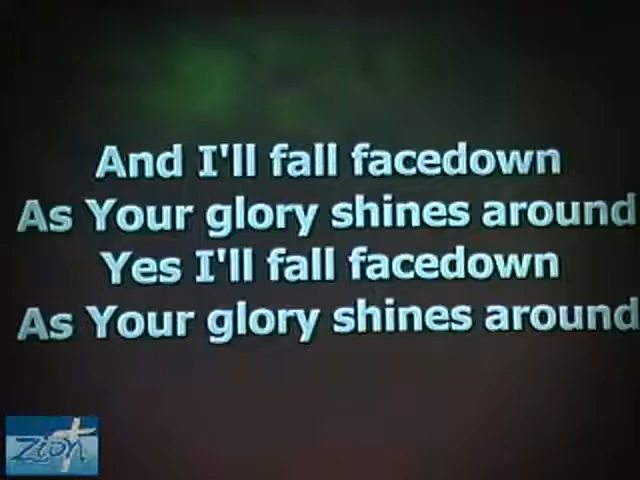 And I'll fall facedown
As Your glory shines around
Yes I'll fall facedown
As Your glory shines around
Zion